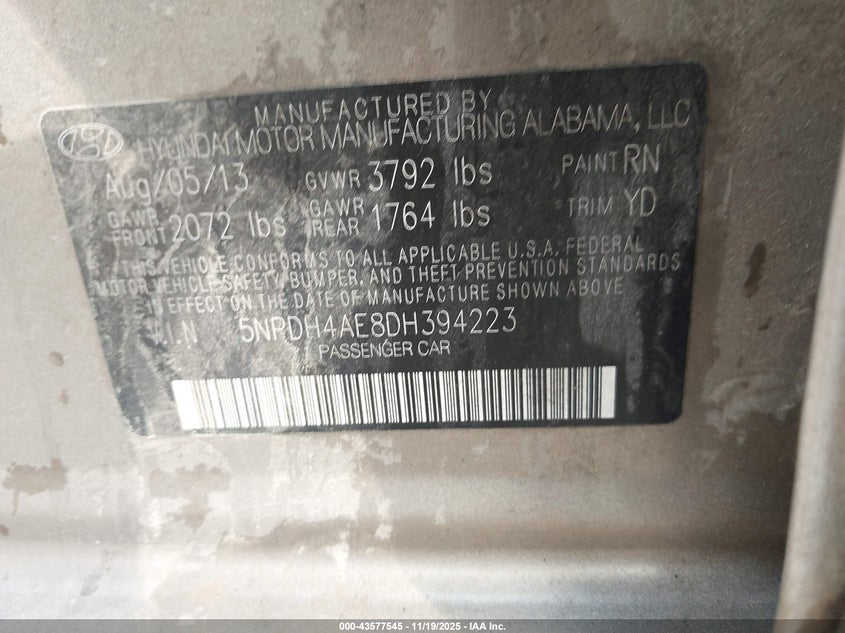 MANUFACTURED BY
HYUNDAI MOTOR MANUFACTURING ALABAMA, LLC
Aug/05/13 GVWR 3792 lbs PAINT RN
GAWR FRONT 2072 lbs GAWR REAR 1764 lbs TRIM YD
THIS VEHICLE CONFORMS TO ALL APPLICABLE U.S.A. FEDERAL
MOTOR VEHICLE SAFETY, BUMPER, AND THEFT PREVENTION STANDARDS
IN EFFECT ON THE DATE OF MANUFACTURE SHOWN ABOVE
V.I.N 5NPDH4AE8DH394223
PASSENGER CAR
000-43577545 - 11/19/2025 - IAA Inc.